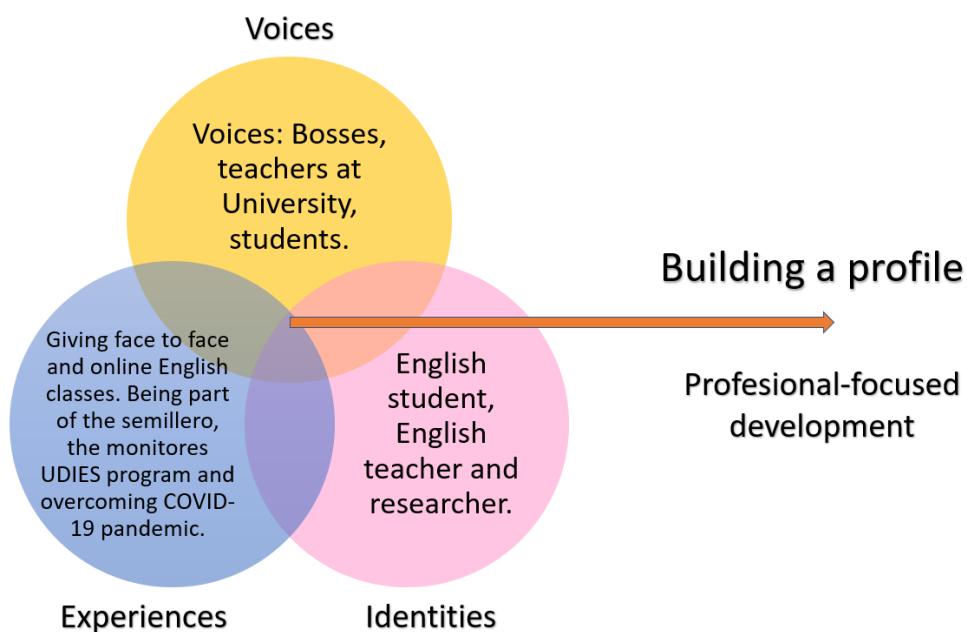 Voices
Voices: Bosses,
teachers at
University,
students.
Building a profile
Profesional-focused
development
Giving face to face
and online English
classes. Being part
of the semillero,
the monitores
UDIES program and
overcoming COVID-
19 pandemic.
English
student,
English
teacher and
researcher.
Experiences
Identities